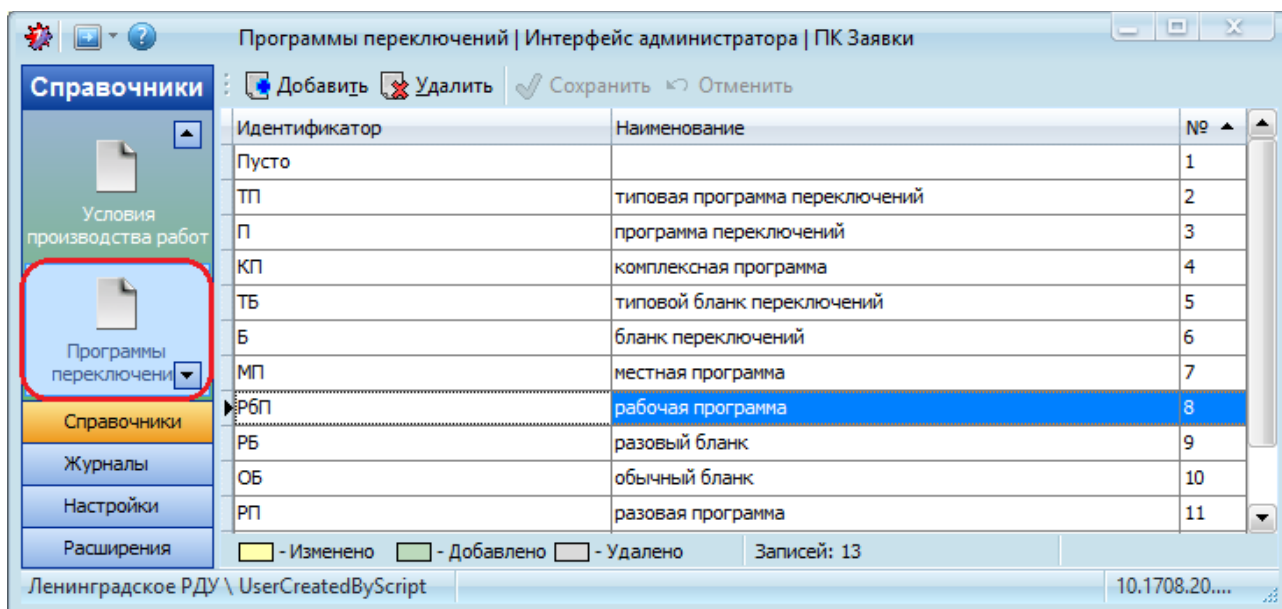 Программы переключений | Интерфейс администратора | ПК Заявки
Справочники
Добавить Удалить Сохранить Отменить
Идентификатор Наименование №
Пусто 1
ТП типовая программа переключений 2
П программа переключений 3
КП комплексная программа 4
ТБ типовой бланк переключений 5
Б бланк переключений 6
МП местная программа 7
РбП рабочая программа 8
РБ разовый бланк 9
ОБ обычный бланк 10
РП разовая программа 11
Условия
производства работ
Программы
переключени
Справочники
Журналы
Настройки
Расширения
- Изменено - Добавлено - Удалено Записей: 13
Ленинградское РДУ \ UserCreatedByScript 10.1708.20....